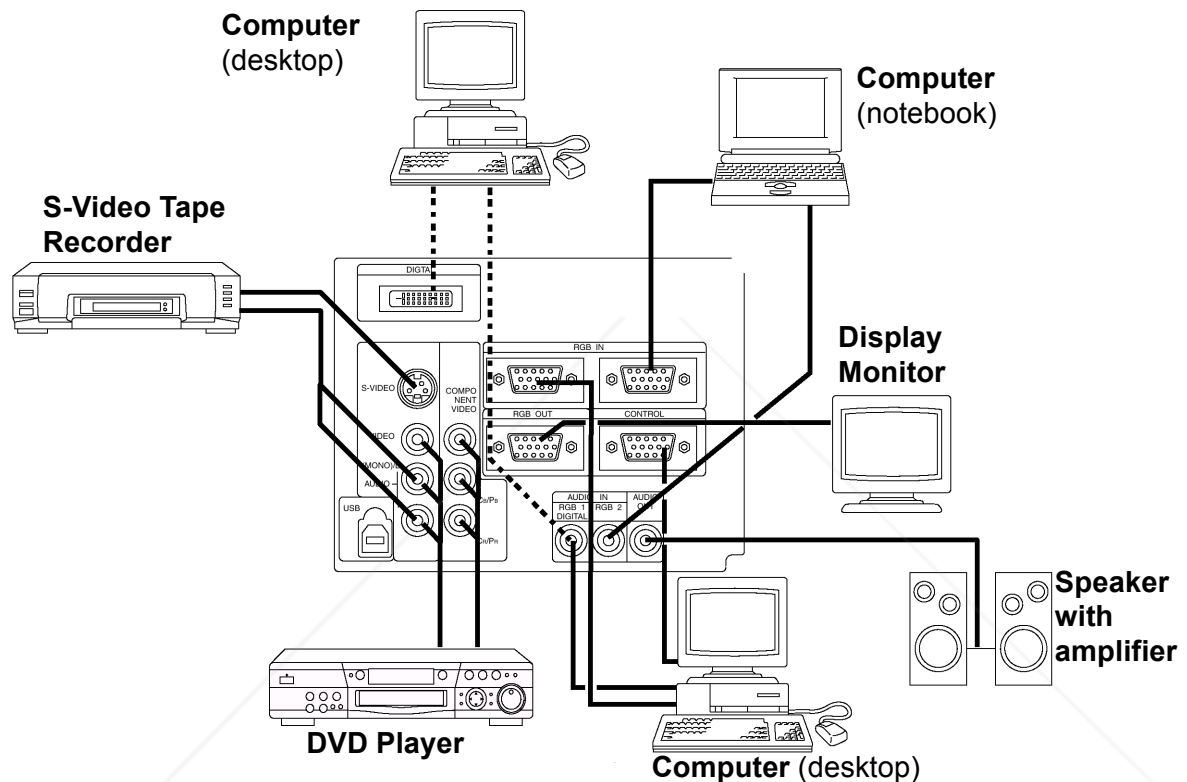 Computer
(desktop)
Computer
(notebook)
S-Video Tape
Recorder
DIGTA
RGB IN
Display
Monitor
S-VIDEO
COMPO
NENT
VIDEO
RGB OUT
CONTROL
VIDEO
(MONO)/L
AUDIO
CB/PB
USB
AUDIO IN
AUDIO
RGB 1
RGB 2
OUT
DIGITAL
CR/PR
Speaker
with
amplifier
DVD Player
Computer (desktop)